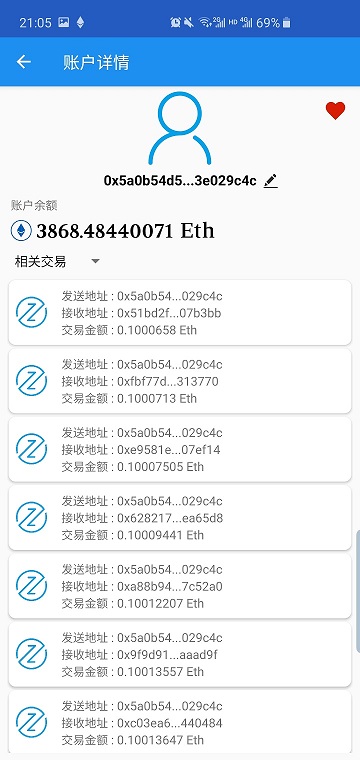 21:05 2G HD 4G 69%
账户详情
0x5a0b54d5...3e029c4c
账户余额
3868.48440071 Eth
相关交易
发送地址 : 0x5a0b54...029c4c
接收地址 : 0x51bd2f...07b3bb
交易金额 : 0.1000658 Eth
发送地址 : 0x5a0b54...029c4c
接收地址 : 0xfbf77d...313770
交易金额 : 0.1000713 Eth
发送地址 : 0x5a0b54...029c4c
接收地址 : 0xe9581e...07ef14
交易金额 : 0.10007505 Eth
发送地址 : 0x5a0b54...029c4c
接收地址 : 0x628217...ea65d8
交易金额 : 0.10009441 Eth
发送地址 : 0x5a0b54...029c4c
接收地址 : 0xa88b94...7c52a0
交易金额 : 0.10012207 Eth
发送地址 : 0x5a0b54...029c4c
接收地址 : 0x9f9d91...aaad9f
交易金额 : 0.10013557 Eth
发送地址 : 0x5a0b54...029c4c
接收地址 : 0xc03ea6...440484
交易金额 : 0.10013647 Eth